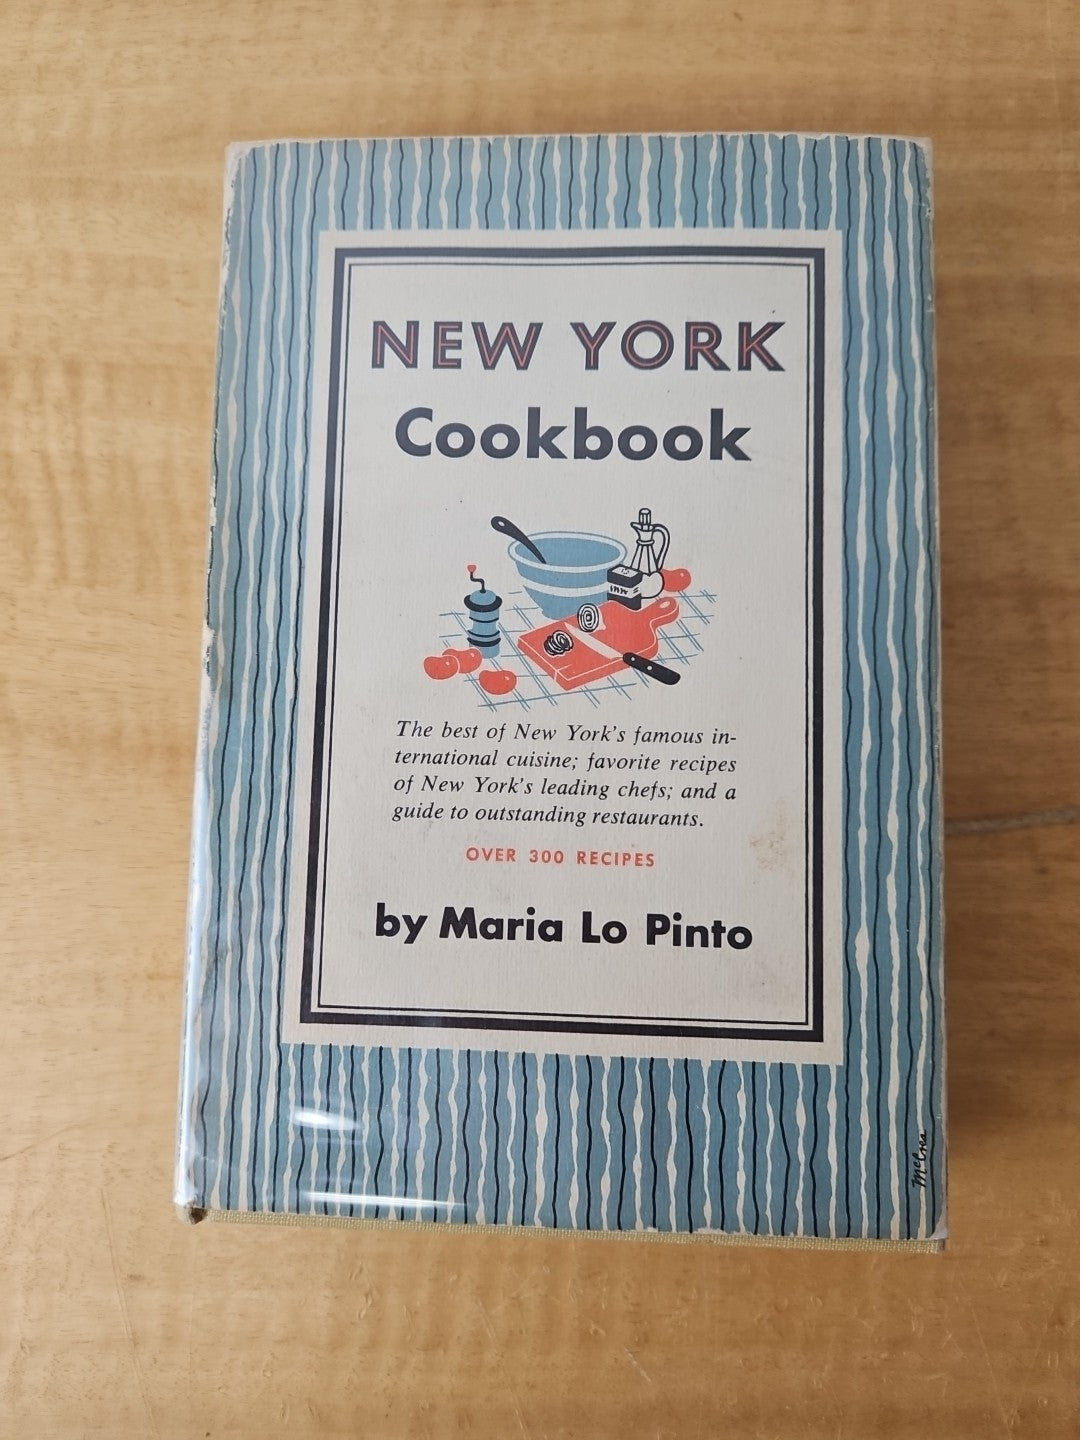 NEW YORK
Cookbook
The best of New York's famous in-
ternational cuisine; favorite recipes
of New York's leading chefs; and a
guide to outstanding restaurants.
OVER 300 RECIPES
by Maria Lo Pinto
McCrea